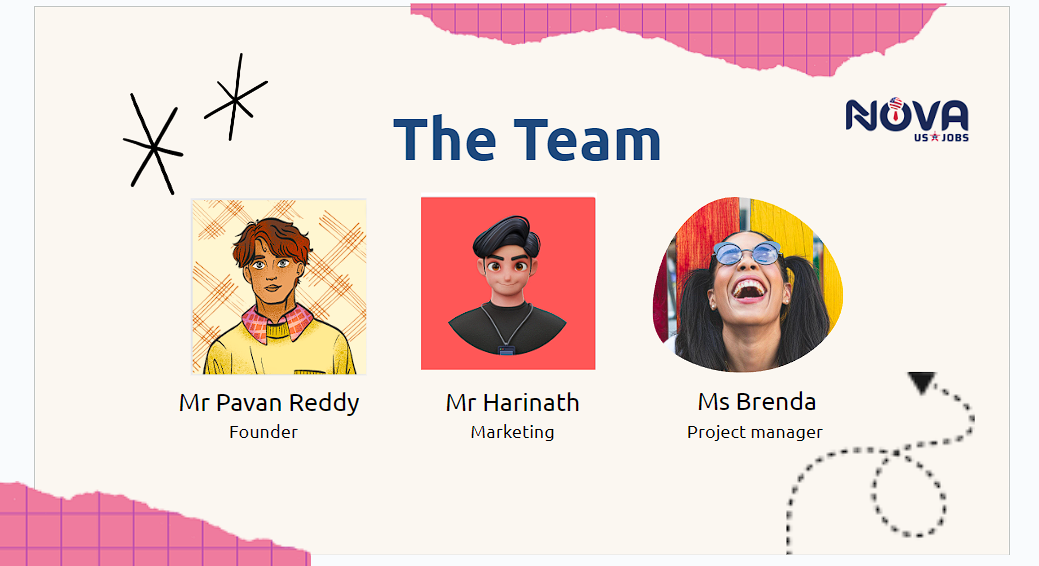 NOVA
US JOBS
The Team
Mr Pavan Reddy
Founder
Mr Harinath
Marketing
Ms Brenda
Project manager